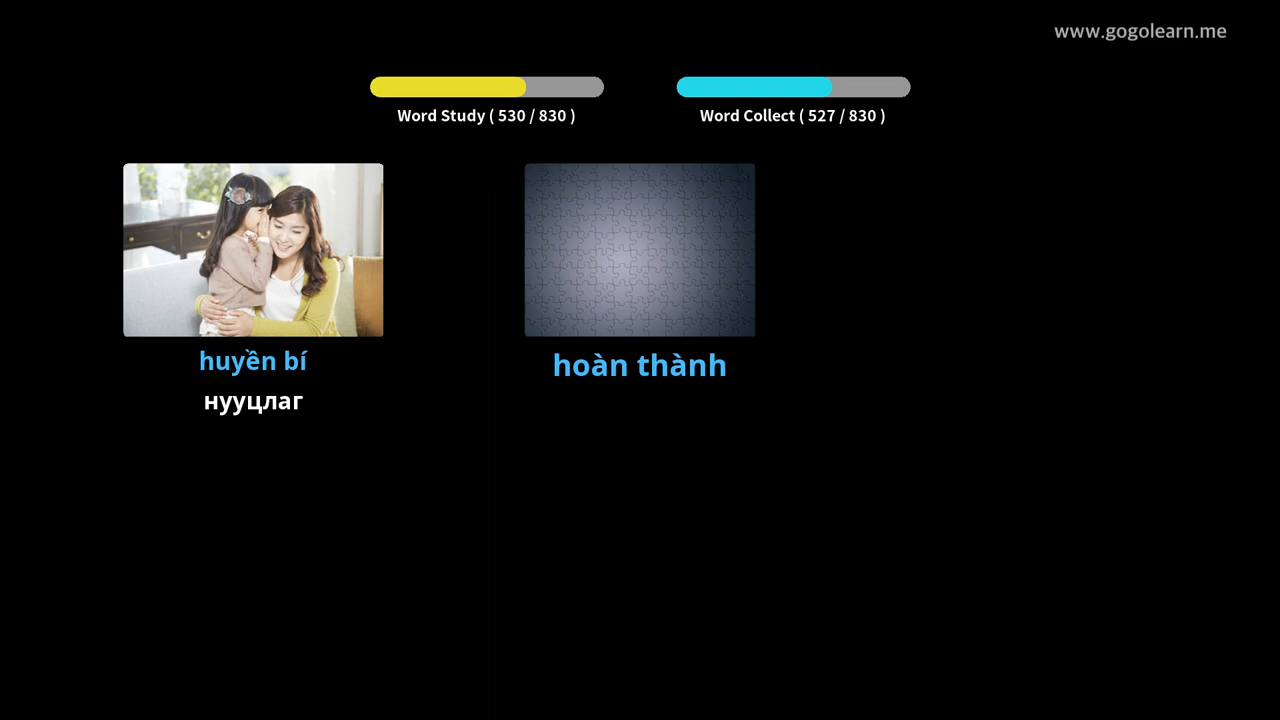 www.gogolearn.me
Word Study ( 530 / 830 )
Word Collect ( 527 / 830 )
huyền bí
нууцлаг
hoàn thành